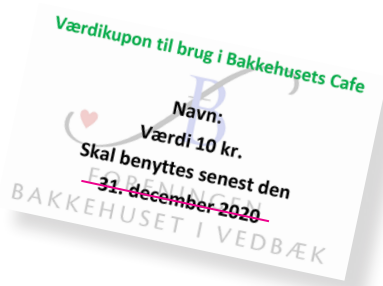 Værdikupon til brug i Bakkehusets Cafe
Navn:
Værdi 10 kr.
Skal benyttes senest den
31. december 2020
FORENINGEN
BAKKEHUSET I VEDBÆK